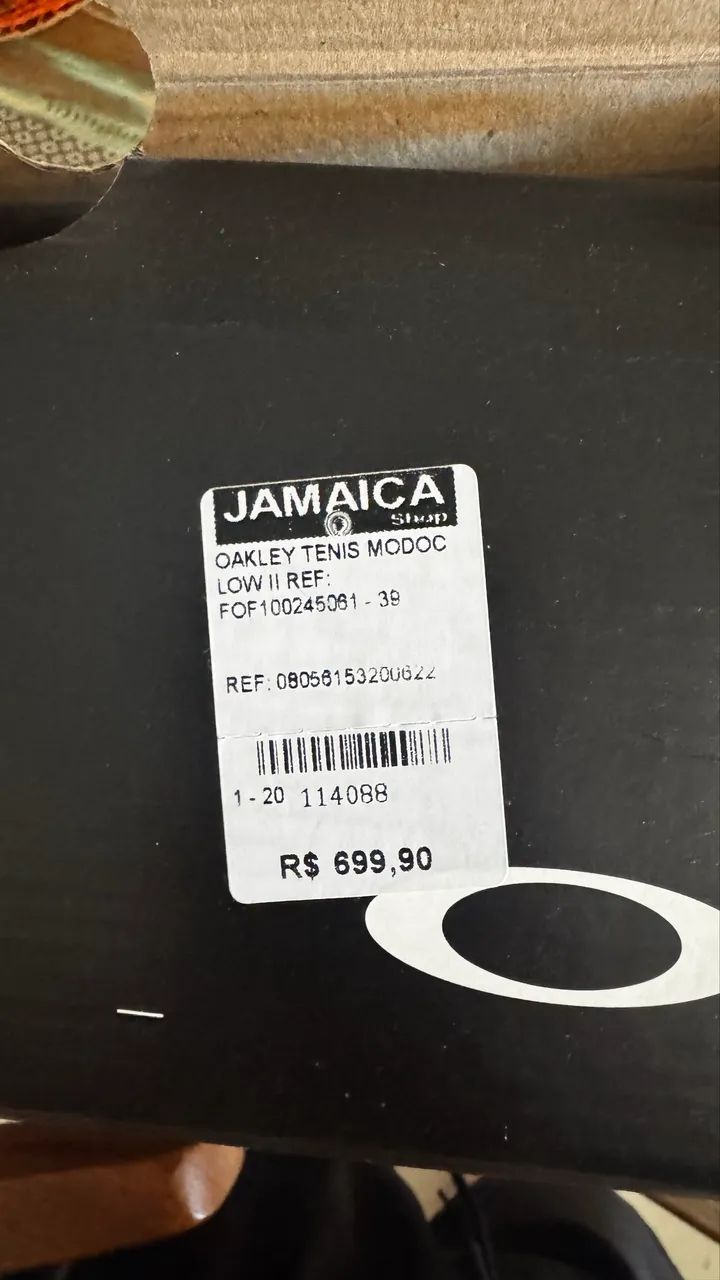 JAMAICA
Shop
OAKLEY TENIS MODOC
LOW II REF:
FOF100245061 - 39
REF: 08056153200622
1 - 20 114088
R$ 699,90